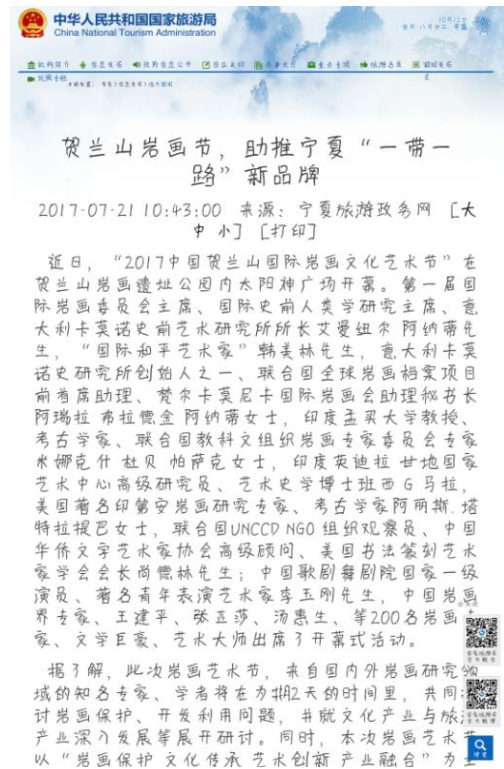 中华人民共和国国家旅游局
China National Tourism Administration
机构简介 信息发布 政府信息公开
贺兰山岩画节，助推宁夏“一带一
路”新品牌
2017-07-21 10:43:00 来源：宁夏旅游政务网 [大
中 小] [打印]
近日，“2017中国贺兰山国际岩画文化艺术节”在
贺兰山岩画遗址公园内太阳神广场开幕。第一届国
际岩画委员会主席、国际史前人类学研究主席、意
大利卡莫诺史前艺术研究所所长艾曼纽尔 阿纳蒂先
生，“国际和平艺术家”韩美林先生，意大利卡莫
诺史研究所创始人之一、联合国全球岩画档案项目
前首席助理、梵尔卡莫尼卡国际岩画会助理秘书长
阿瑞拉 弗拉德金 阿纳蒂女士，印度孟买大学教授、
考古学家、联合国教科文组织岩画专家委员会专家
米娜克什 杜贝 帕萨克女士，印度英迪拉 甘地国家
艺术中心高级研究员、艺术史学博士班西 G 马拉，
美国著名印第安岩画研究专家、考古学家阿丽斯.塔
特拉提巴女士，联合国UNCCD NGO 组织观察员、中国
华侨文字艺术家协会高级顾问、美国书法篆刻艺术
家学会会长尚德林先生；中国歌剧舞剧院国家一级
演员、著名青年表演艺术家李玉刚先生，中国岩画
界专家、王建平、张亚莎、汤惠生、等200名岩画
家、文学巨豪、艺术大师出席了开幕式活动。
据了解，此次岩画艺术节，来自国内外岩画研究领
域的知名专家、学者将在为期2天的时间里，共同
讨岩画保护、开发利用问题，并就文化产业与旅
产业深入发展等展开研讨。同时，本次岩画艺术
以“岩画保护 文化传承 艺术创新 产业融合”为
搜索